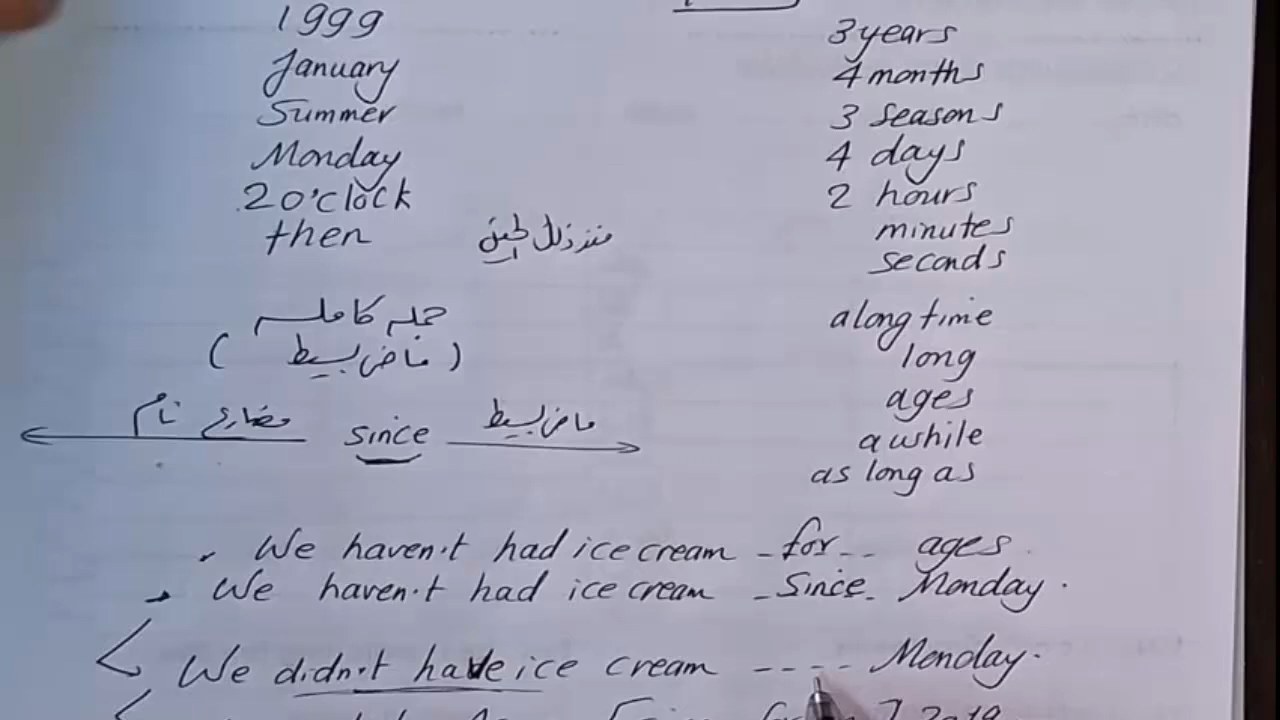 1999
January
Summer
Monday
2 o'clock
then منذ ذلك الحين
جملة كاملة
(ماضي بسيط)
مضارع تام since ماضي بسيط
3 years
4 months
3 seasons
4 days
2 hours
minutes
seconds
a long time
long
ages
a while
as long as
. We haven't had ice cream -for-- ages.
We haven't had ice cream -Since- Monday.
We didn't have ice cream ---- Monday.
2019